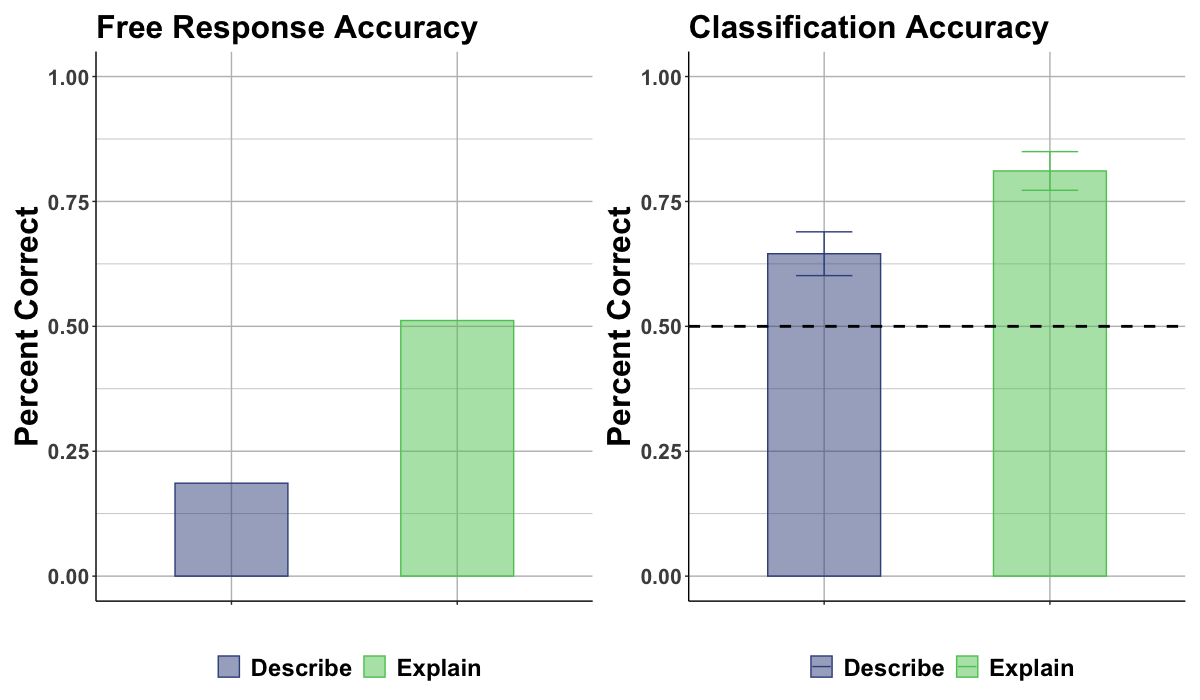 Free Response Accuracy
Percent Correct
1.00
0.75
0.50
0.25
0.00
Describe Explain
Classification Accuracy
Percent Correct
1.00
0.75
0.50
0.25
0.00
Describe Explain